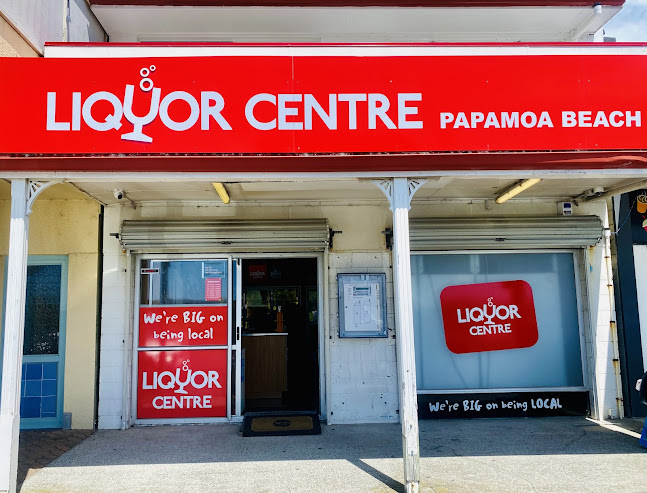 LIQUOR CENTRE PAPAMOA BEACH
We're BIG on
being local
LIQUOR
CENTRE
LIQUOR
CENTRE
We're BIG on being LOCAL